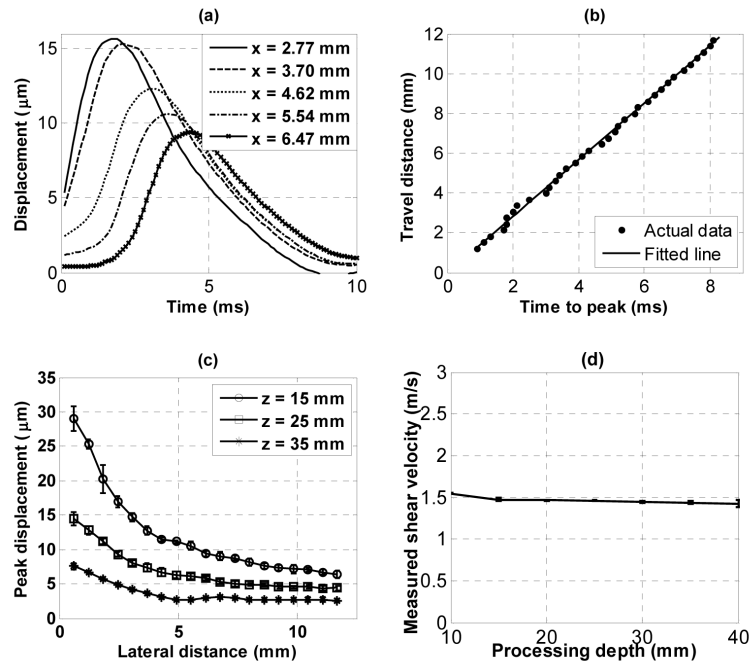 (a)
15
10
5
0
Displacement (μm)
x = 2.77 mm
x = 3.70 mm
x = 4.62 mm
x = 5.54 mm
x = 6.47 mm
0 5 10
Time (ms)
(b)
12
10
8
6
4
2
0
Travel distance (mm)
Actual data
Fitted line
0 2 4 6 8
Time to peak (ms)
(c)
35
30
25
20
15
10
5
0
Peak displacement (μm)
z = 15 mm
z = 25 mm
z = 35 mm
0 5 10
Lateral distance (mm)
(d)
3
2.5
2
1.5
1
0.5
0
Measured shear velocity (m/s)
10 20 30 40
Processing depth (mm)